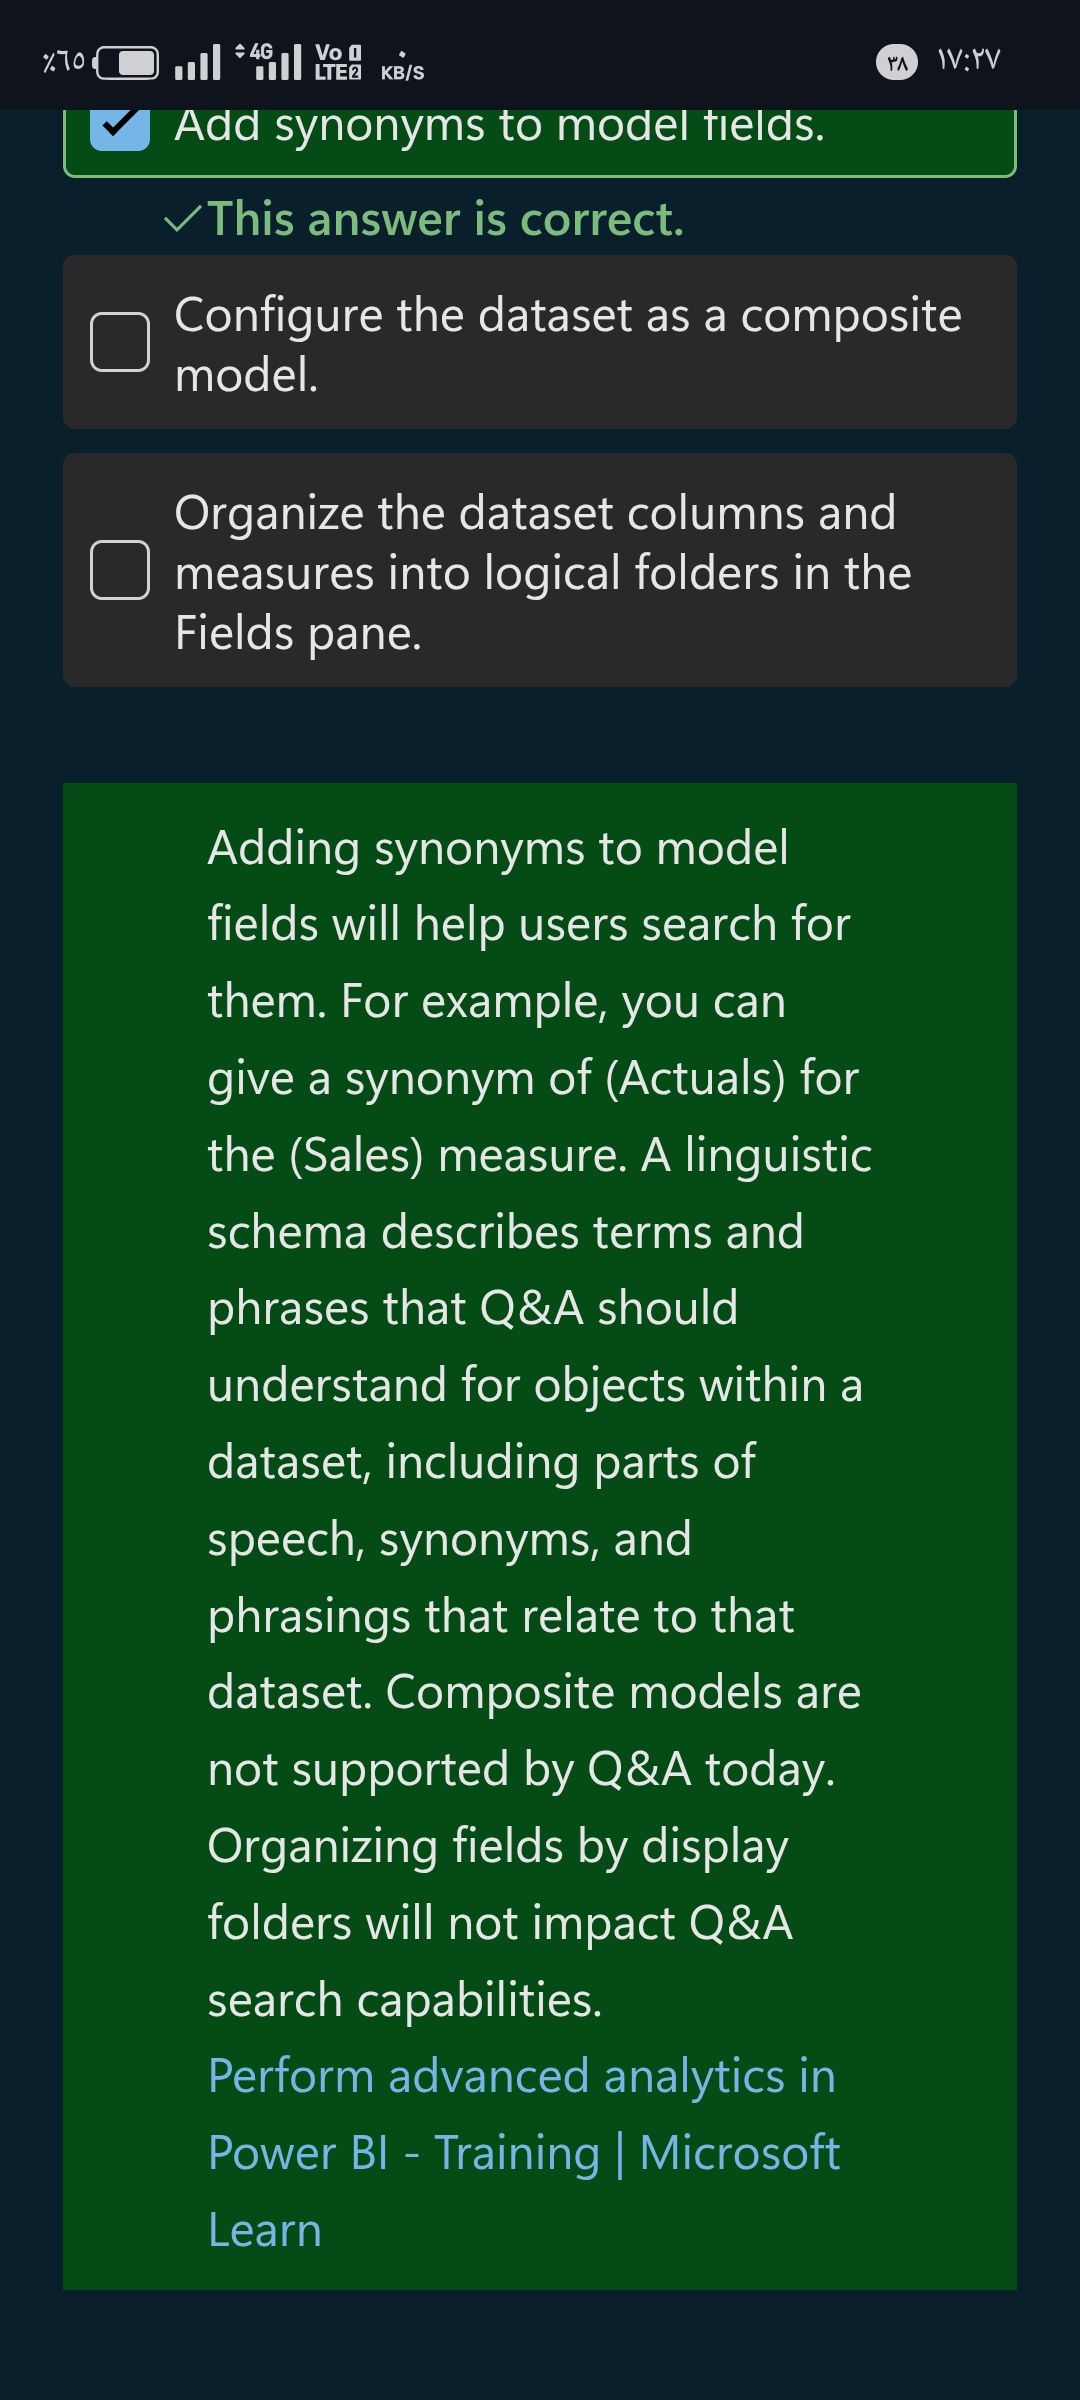 ٪٦٥ 4G Vo 1 LTE 2 KB/S ٣٨ ١٧:٢٧
Add synonyms to model fields.
This answer is correct.
Configure the dataset as a composite
model.
Organize the dataset columns and
measures into logical folders in the
Fields pane.
Adding synonyms to model
fields will help users search for
them. For example, you can
give a synonym of (Actuals) for
the (Sales) measure. A linguistic
schema describes terms and
phrases that Q&A should
understand for objects within a
dataset, including parts of
speech, synonyms, and
phrasings that relate to that
dataset. Composite models are
not supported by Q&A today.
Organizing fields by display
folders will not impact Q&A
search capabilities.
Perform advanced analytics in
Power BI - Training | Microsoft
Learn